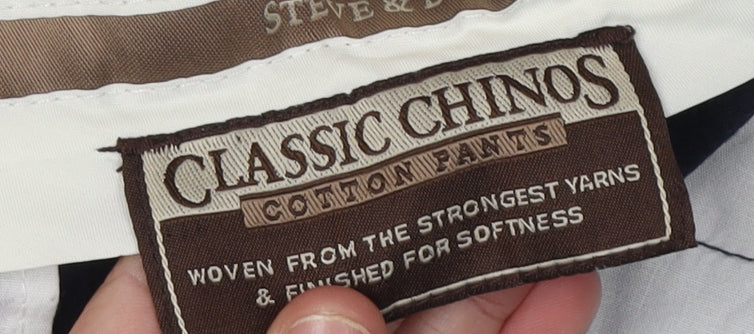 STEVE &
CLASSIC CHINOS
COTTON PANTS
WOVEN FROM THE STRONGEST YARNS
& FINISHED FOR SOFTNESS